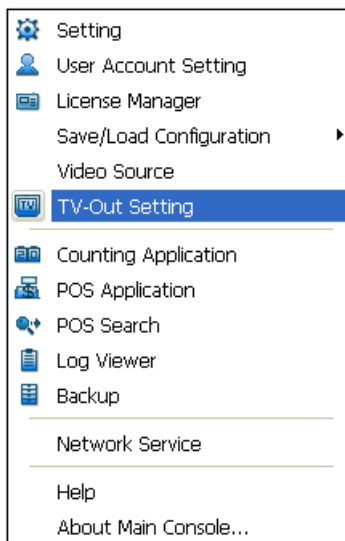 Setting
User Account Setting
License Manager
Save/Load Configuration
Video Source
TV TV-Out Setting
Counting Application
POS Application
POS Search
Log Viewer
Backup
Network Service
Help
About Main Console...